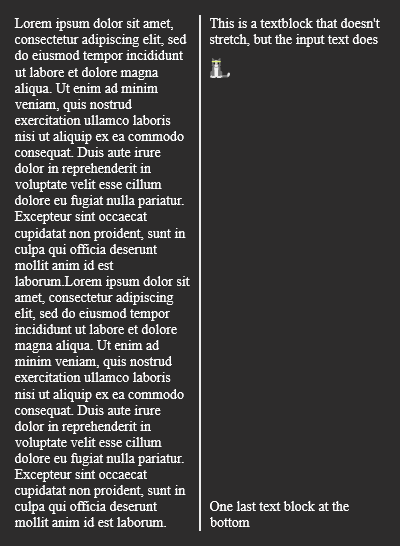 Lorem ipsum dolor sit amet,
consectetur adipiscing elit, sed
do eiusmod tempor incididunt
ut labore et dolore magna
aliqua. Ut enim ad minim
veniam, quis nostrud
exercitation ullamco laboris
nisi ut aliquip ex ea commodo
consequat. Duis aute irure
dolor in reprehenderit in
voluptate velit esse cillum
dolore eu fugiat nulla pariatur.
Excepteur sint occaecat
cupidatat non proident, sunt in
culpa qui officia deserunt
mollit anim id est
laborum.Lorem ipsum dolor sit
amet, consectetur adipiscing
elit, sed do eiusmod tempor
incididunt ut labore et dolore
magna aliqua. Ut enim ad
minim veniam, quis nostrud
exercitation ullamco laboris
nisi ut aliquip ex ea commodo
consequat. Duis aute irure
dolor in reprehenderit in
voluptate velit esse cillum
dolore eu fugiat nulla pariatur.
Excepteur sint occaecat
cupidatat non proident, sunt in
culpa qui officia deserunt
mollit anim id est laborum.
This is a textblock that doesn't
stretch, but the input text does
One last text block at the
bottom